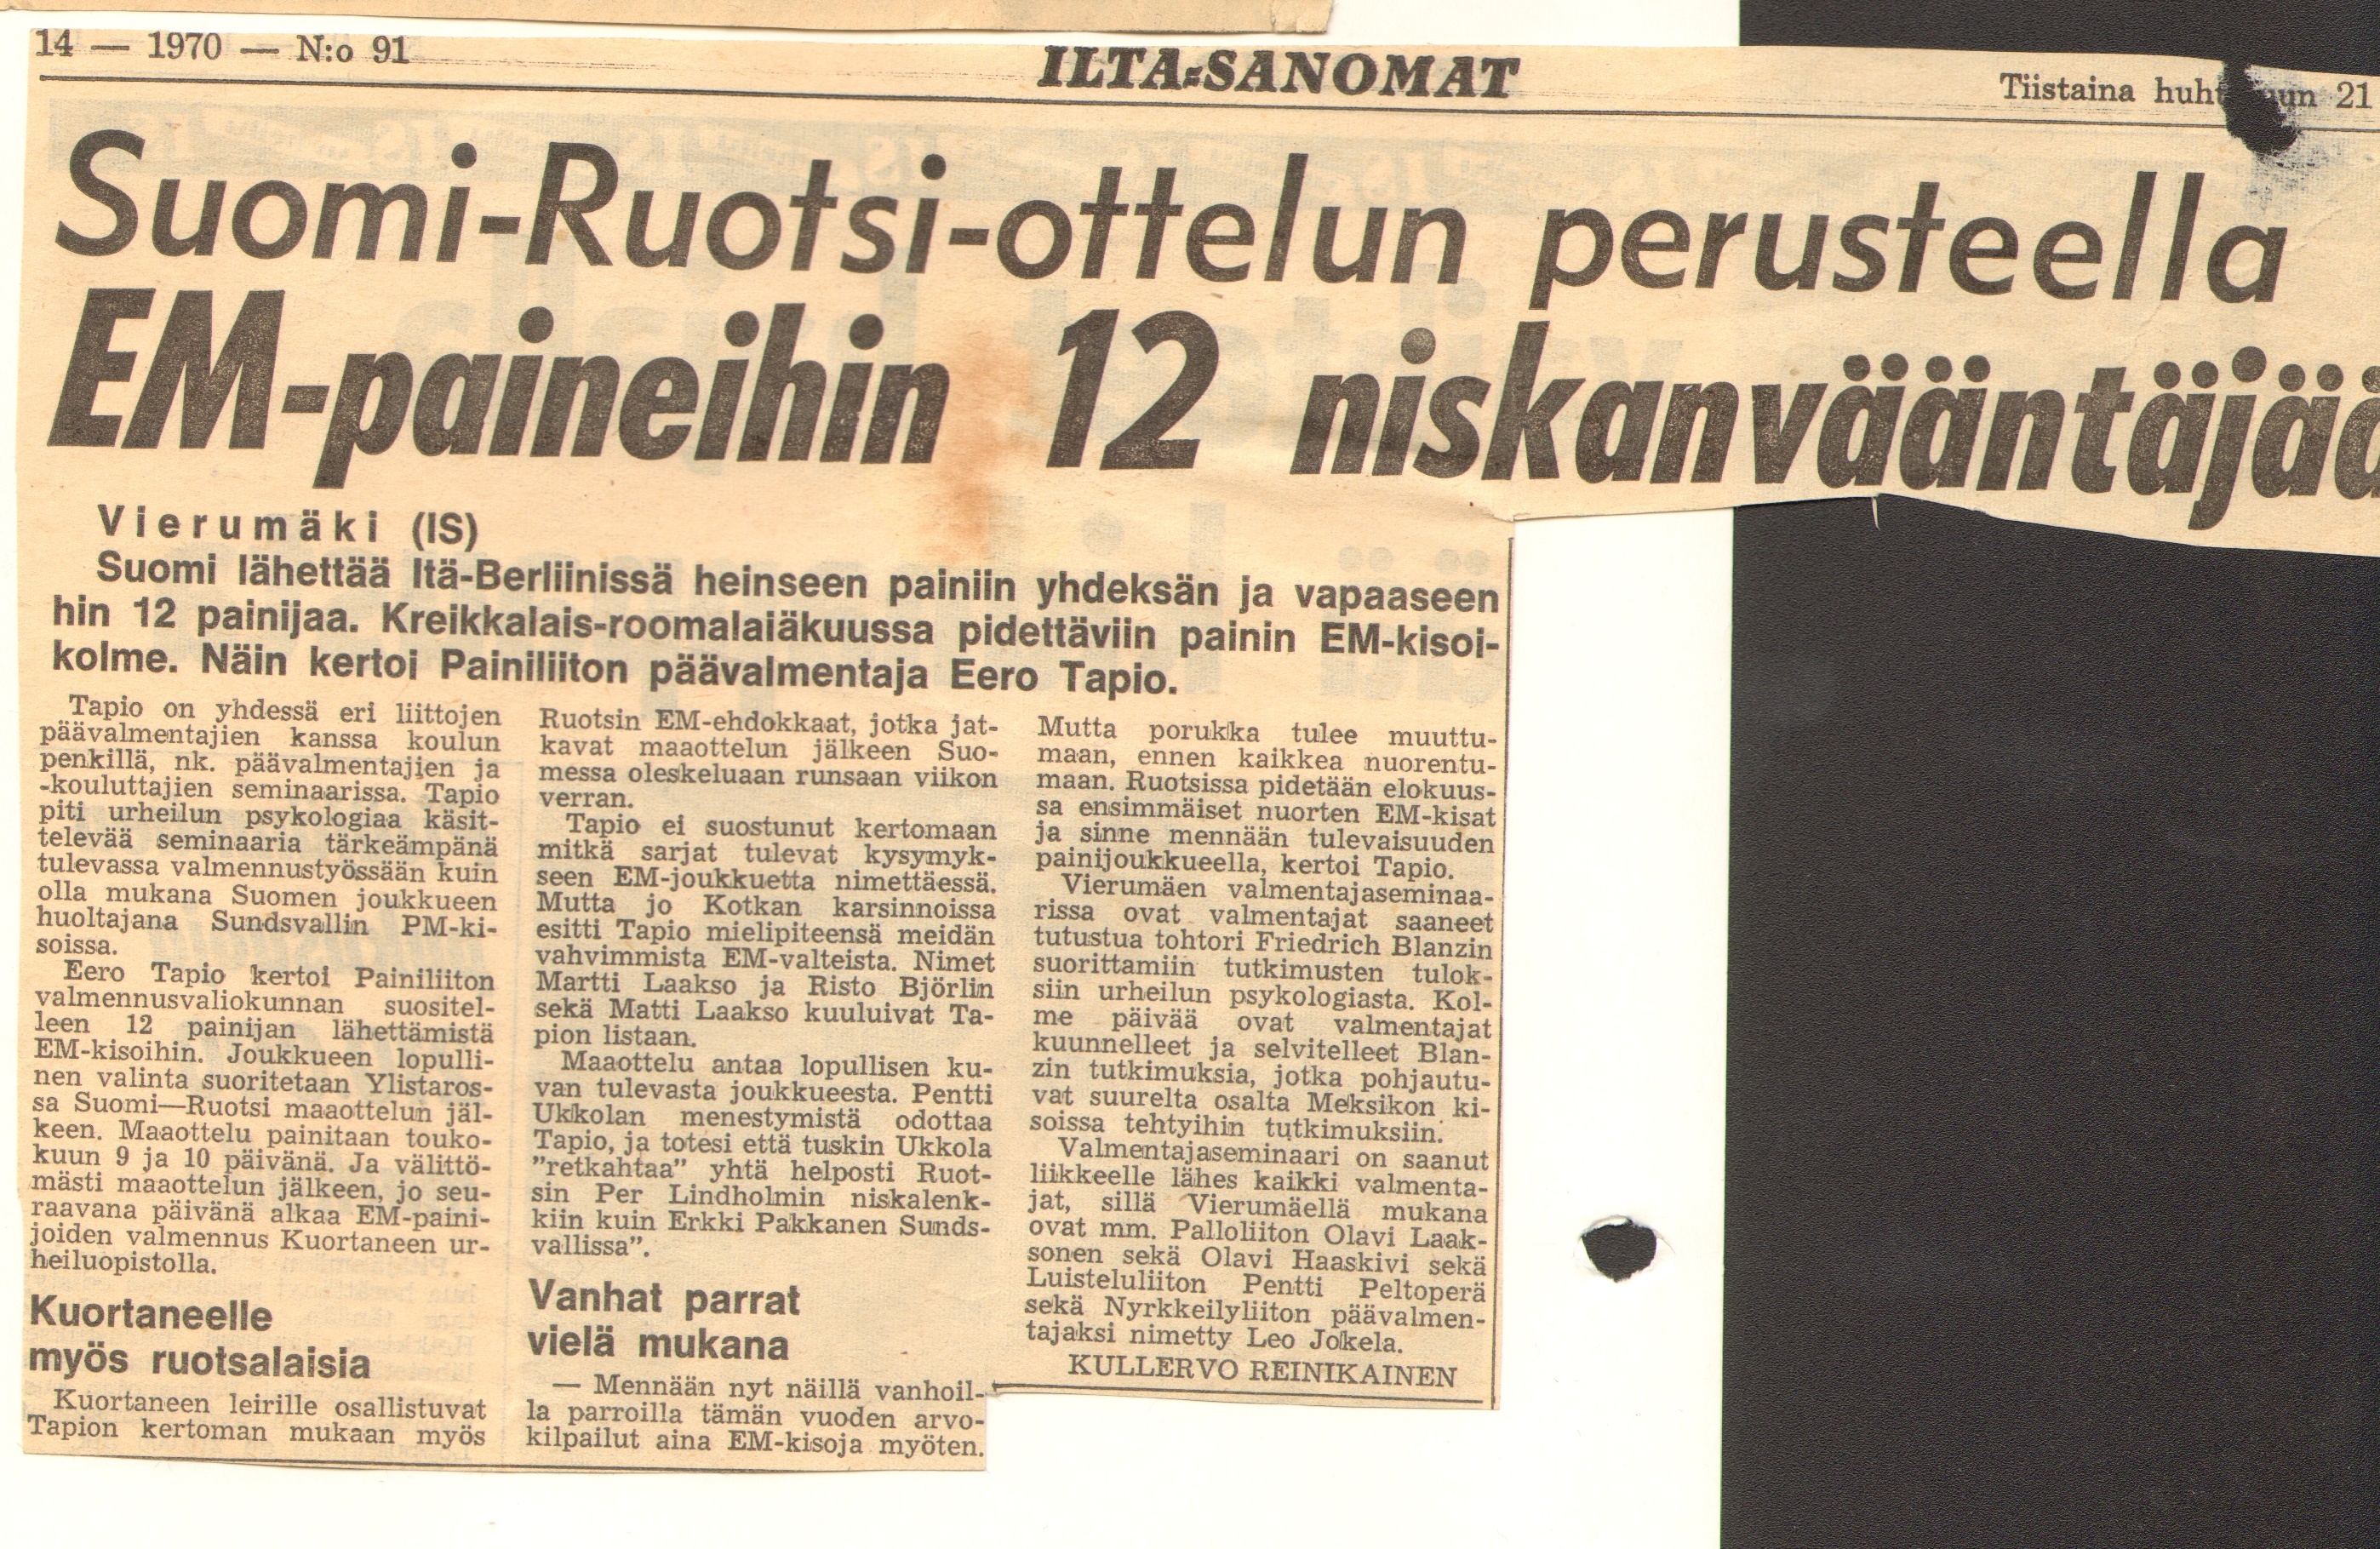 14 — 1970 — N:o 91
ILTA-SANOMAT
Tiistaina 21
Suomi-Ruotsi-ottelun perusteella
EM-paineihin 12 niskanvääntäjää
Vierumäki (IS)
Suomi lähettää Itä-Berliinissä heinseen painiin yhdeksän ja vapaaseen
hin 12 painijaa. Kreikkalais-roomalaiäkuussa pidettäviin painin EM-kisoi-
kolme. Näin kertoi Painiliiton päävalmentaja Eero Tapio.
Tapio on yhdessä eri liittojen
päävalmentajien kanssa koulun
penkillä, nk. päävalmentajien ja
-kouluttajien seminaarissa. Tapio
piti urheilun psykologiaa käsit-
televää seminaaria tärkeämpänä
tulevassa valmennustyössään kuin
olla mukana Suomen joukkueen
huoltajana Sundsvallin PM-ki-
soissa.
Eero Tapio kertoi Painiliiton
valmennusvaliokunnan suositel-
leen 12 painijan lähettämistä
EM-kisoihin. Joukkueen lopulli-
nen valinta suoritetaan Ylistaros-
sa Suomi—Ruotsi maaottelun jäl-
keen. Maaottelu painitaan touko-
kuun 9 ja 10 päivänä. Ja välittö-
mästi maaottelun jälkeen, jo seu-
raavana päivänä alkaa EM-paini-
joiden valmennus Kuortaneen ur-
heiluopistolla.
Kuortaneelle
myös ruotsalaisia
Kuortaneen leirille osallistuvat
Tapion kertoman mukaan myös
Ruotsin EM-ehdokkaat, jotka jat-
kavat maaottelun jälkeen Suo-
messa oleskeluaan runsaan viikon
verran.
Tapio ei suostunut kertomaan
mitkä sarjat tulevat kysymyk-
seen EM-joukkuetta nimettäessä.
Mutta jo Kotkan karsinnoissa
esitti Tapio mielipiteensä meidän
vahvimmista EM-valteista. Nimet
Martti Laakso ja Risto Björlin
sekä Matti Laakso kuuluivat Ta-
pion listaan.
Maaottelu antaa lopullisen ku-
van tulevasta joukkueesta. Pentti
Ukkolan menestymistä odottaa
Tapio, ja totesi että tuskin Ukkola
”retkahtaa” yhtä helposti Ruot-
sin Per Lindholmin niskalenk-
kiin kuin Erkki Pakkanen Sunds-
vallissa”.
Vanhat parrat
vielä mukana
— Mennään nyt näillä vanhoil-
la parroilla tämän vuoden arvo-
kilpailut aina EM-kisoja myöten.
Mutta porukka tulee muuttu-
maan, ennen kaikkea nuorentu-
maan. Ruotsissa pidetään elokuus-
sa ensimmäiset nuorten EM-kisat
ja sinne mennään tulevaisuuden
painijoukkueella, kertoi Tapio.
Vierumäen valmentajaseminaa-
rissa ovat valmentajat saaneet
tutustua tohtori Friedrich Blanzin
suorittamiin tutkimusten tulok-
siin urheilun psykologiasta. Kol-
me päivää ovat valmentajat
kuunnelleet ja selvitelleet Blan-
zin tutkimuksia, jotka pohjautu-
vat suurelta osalta Meksikon ki-
soissa tehtyihin tutkimuksiin.
Valmentajaseminaari on saanut
liikkeelle lähes kaikki valmenta-
jat, sillä Vierumäellä mukana
ovat mm. Palloliiton Olavi Laak-
sonen sekä Olavi Haaskivi sekä
Luisteluliiton Pentti Peltoperä
sekä Nyrkkeilyliiton päävalmen-
tajaksi nimetty Leo Jokela.
KULLERVO REINIKAINEN